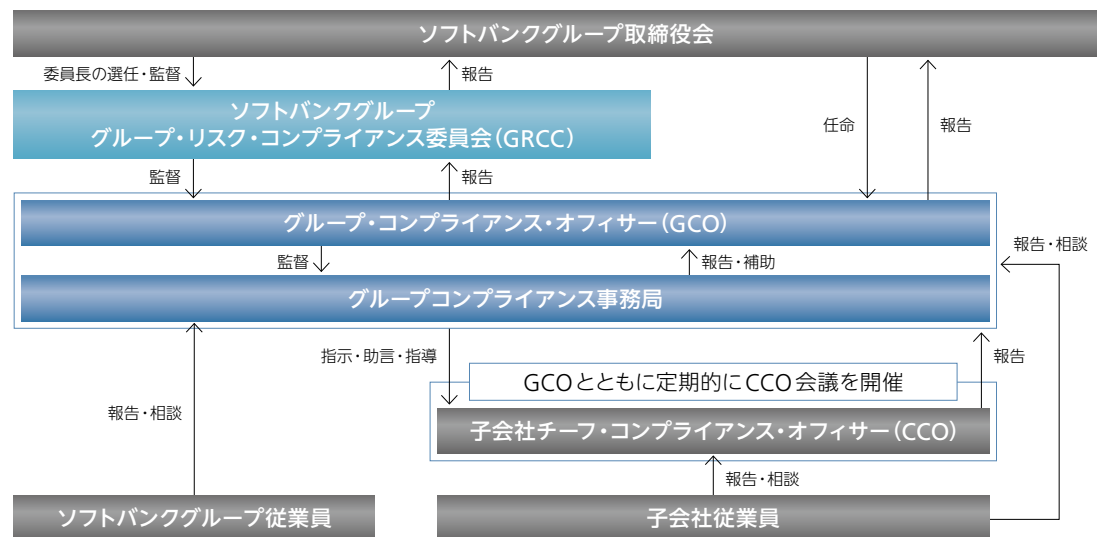 ソフトバンクグループ取締役会
委員長の選任・監督
報告
ソフトバンクグループ
グループ・リスク・コンプライアンス委員会(GRCC)
任命
報告
監督
報告
グループ・コンプライアンス・オフィサー(GCO)
報告・相談
監督
報告・補助
グループコンプライアンス事務局
指示・助言・指導
報告
GCOとともに定期的にCCO会議を開催
報告・相談
子会社チーフ・コンプライアンス・オフィサー(CCO)
報告・相談
ソフトバンクグループ従業員
子会社従業員